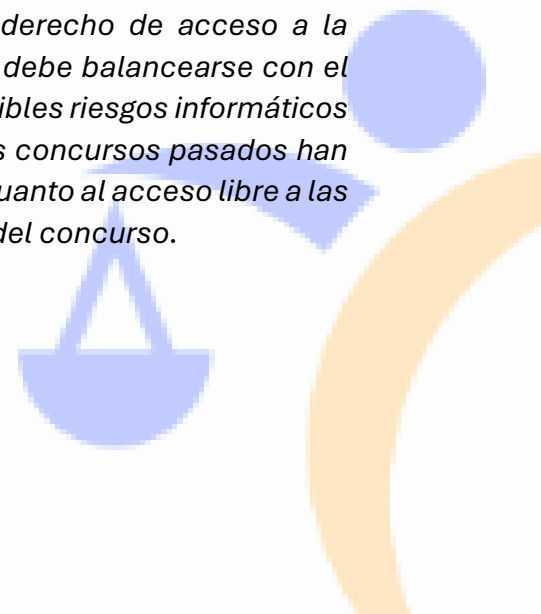 derecho de acceso a la
debe balancearse con el
ibles riesgos informáticos
s concursos pasados han
uanto al acceso libre a las
del concurso.